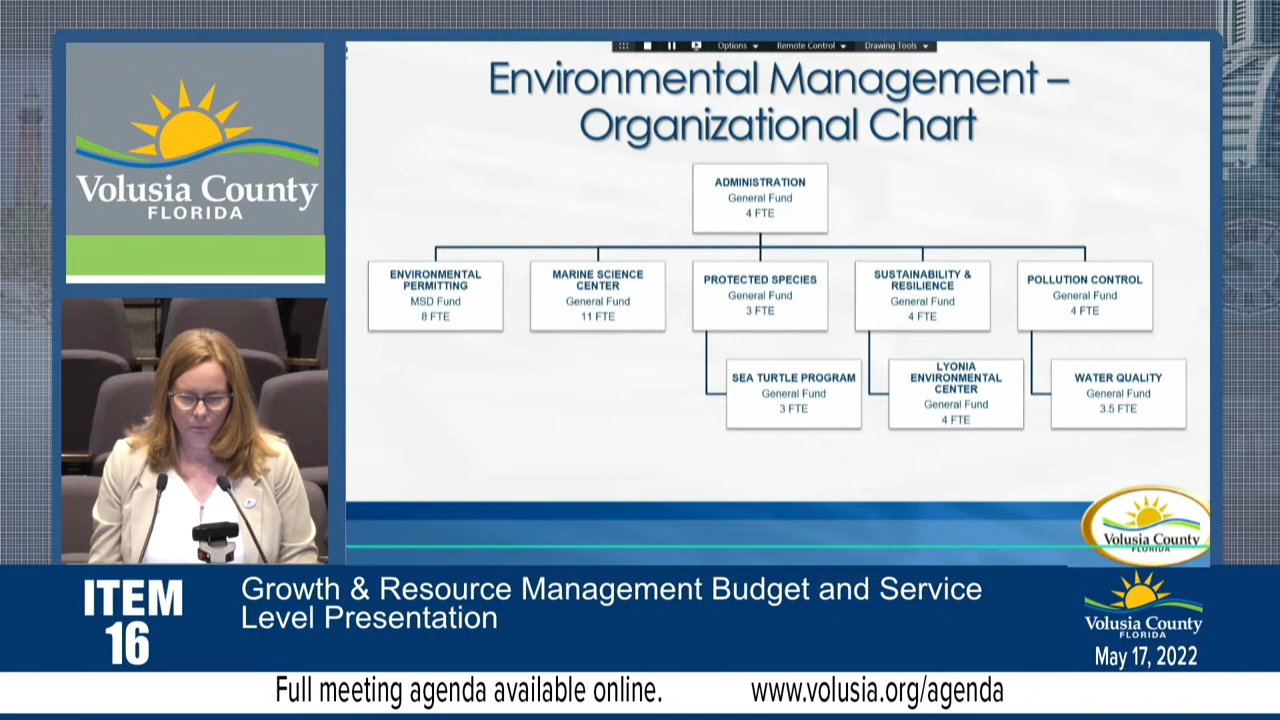 Options
Remote Control
Drawing Tools
Environmental Management –
Organizational Chart
Volusia County
FLORIDA
ADMINISTRATION
General Fund
4 FTE
ENVIRONMENTAL
PERMITTING
MSD Fund
8 FTE
MARINE SCIENCE
CENTER
General Fund
11 FTE
PROTECTED SPECIES
General Fund
3 FTE
SUSTAINABILITY &
RESILIENCE
General Fund
4 FTE
POLLUTION CONTROL
General Fund
4 FTE
SEA TURTLE PROGRAM
General Fund
3 FTE
LYONIA
ENVIRONMENTAL
CENTER
General Fund
4 FTE
WATER QUALITY
General Fund
3.5 FTE
Volusia County
FLORIDA
ITEM
16
Growth & Resource Management Budget and Service
Level Presentation
Volusia County
FLORIDA
May 17, 2022
Full meeting agenda available online.
www.volusia.org/agenda